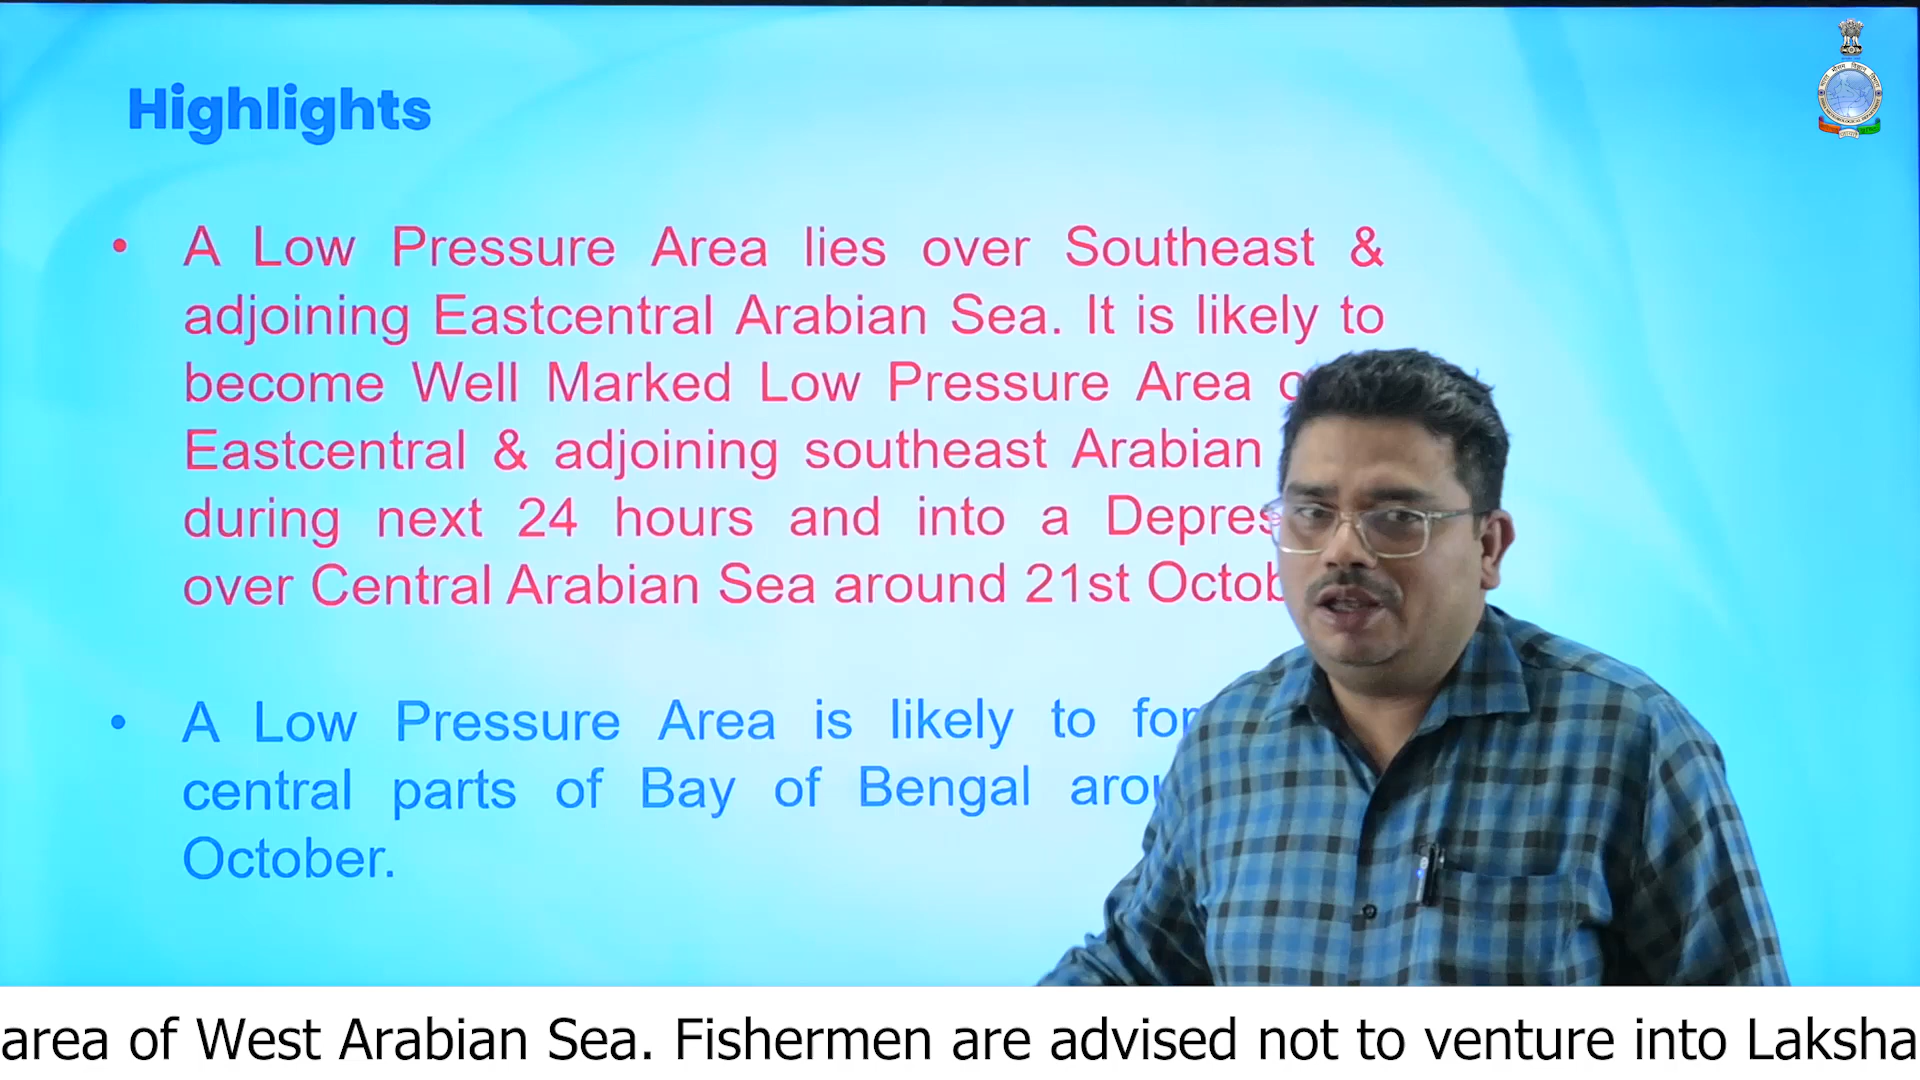 Highlights
• A Low Pressure Area lies over Southeast &
adjoining Eastcentral Arabian Sea. It is likely to
become Well Marked Low Pressure Area
Eastcentral & adjoining southeast Arabian
during next 24 hours and into a
over Central Arabian Sea around 21st
• A Low Pressure Area is likely to
central parts of Bay of Bengal
October.
area of West Arabian Sea. Fishermen are advised not to venture into Laksha